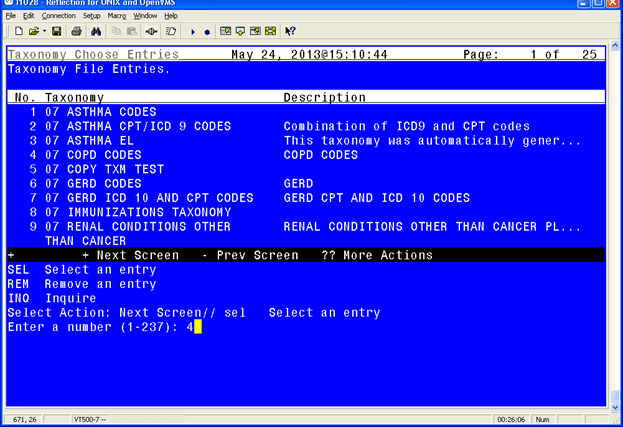 I1U28 - Reflection for UNIX and OpenVMS
File Edit Connection Setup Macro Window Help
Taxonomy Choose Entries May 24, 2013@15:10:44 Page: 1 of 25
Taxonomy File Entries.
No. Taxonomy Description
1 07 ASTHMA CODES
2 07 ASTHMA CPT/ICD 9 CODES Combination of ICD9 and CPT codes
3 07 ASTHMA EL This taxonomy was automatically gener...
4 07 COPD CODES COPD CODES
5 07 COPY TXM TEST
6 07 GERD CODES GERD
7 07 GERD ICD 10 AND CPT CODES GERD CPT AND ICD 10 CODES
8 07 IMMUNIZATIONS TAXONOMY
9 07 RENAL CONDITIONS OTHER RENAL CONDITIONS OTHER THAN CANCER PL...
THAN CANCER
+ + Next Screen - Prev Screen ?? More Actions
SEL Select an entry
REM Remove an entry
INQ Inquire
Select Action: Next Screen// sel Select an entry
Enter a number (1-237): 4
671, 26 VT500-7 -- 00:26:06 Num